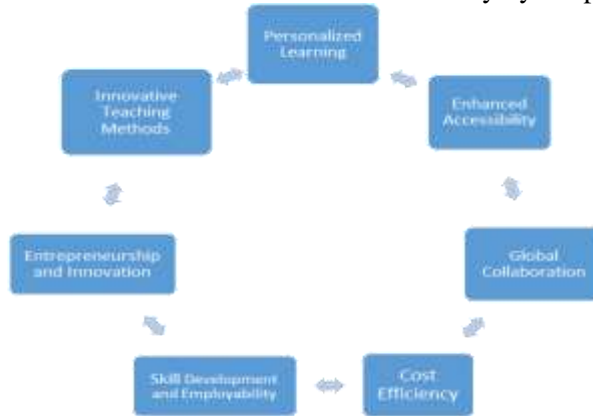 Personalized
Learning
Enhanced
Accessibility
Global
Collaboration
Cost
Efficiency
Skill Development
and Employability
Entrepreneurship
and Innovation
Innovative
Teaching
Methods